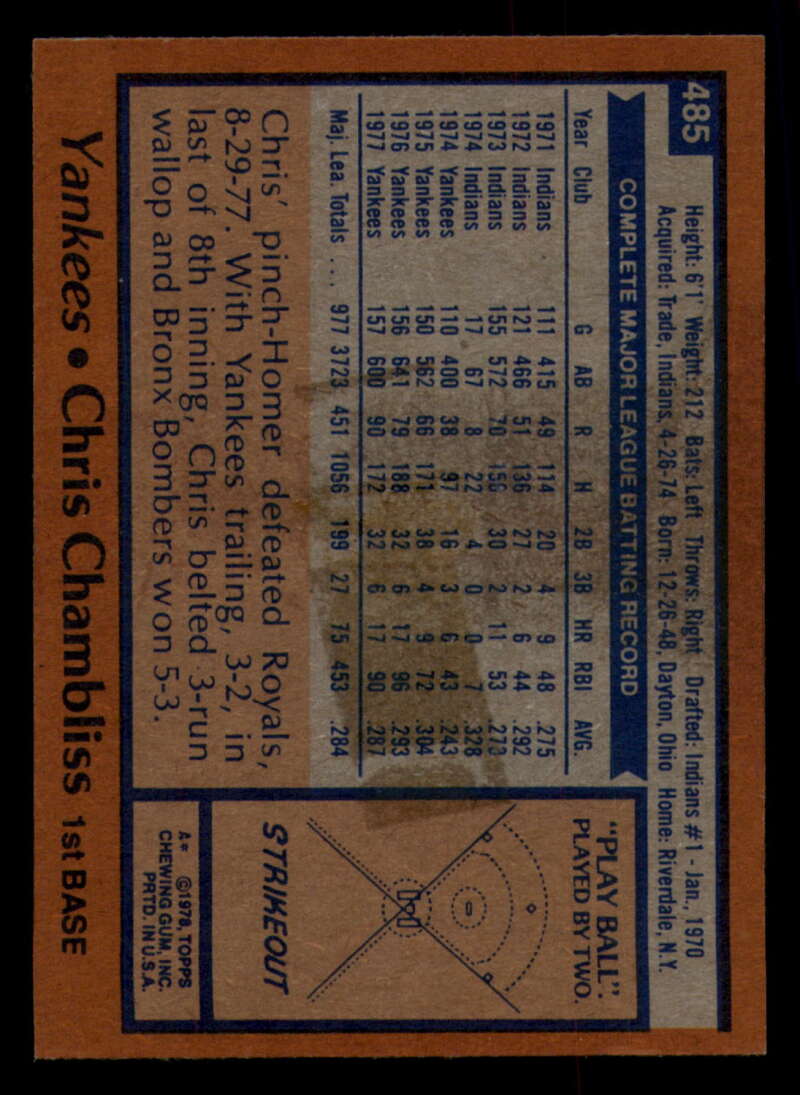 485
Height: 6'1' Weight: 212 Bats: Left Throws: Right Drafted: Indians #1 - Jan., 1970
Acquired: Trade, Indians, 4-26-74 Born: 12-26-48, Dayton, Ohio Home: Riverdale, N.Y.
COMPLETE MAJOR LEAGUE BATTING RECORD
Year Club G AB R H 2B 3B HR RBI AVG.
1971 Indians 111 415 49 114 20 4 9 48 .275
1972 Indians 121 466 51 136 27 2 6 44 .292
1973 Indians 155 572 70 156 30 2 11 53 .273
1974 Indians 17 67 8 22 4 0 0 7 .328
1974 Yankees 110 400 38 97 16 3 6 43 .243
1975 Yankees 150 562 66 171 38 4 9 72 .304
1976 Yankees 156 641 79 188 32 6 17 96 .293
1977 Yankees 157 600 90 172 32 6 17 90 .287
Maj. Lea. Totals ... 977 3723 451 1056 199 27 75 453 .284
Chris' pinch-Homer defeated Royals,
8-29-77. With Yankees trailing, 3-2, in
last of 8th inning, Chris belted 3-run
wallop and Bronx Bombers won 5-3.
"PLAY BALL".
PLAYED BY TWO.
STRIKEOUT
A* ©1978, TOPPS
CHEWING GUM, INC.
PRTD. IN U.S.A.
Yankees • Chris Chambliss 1st BASE